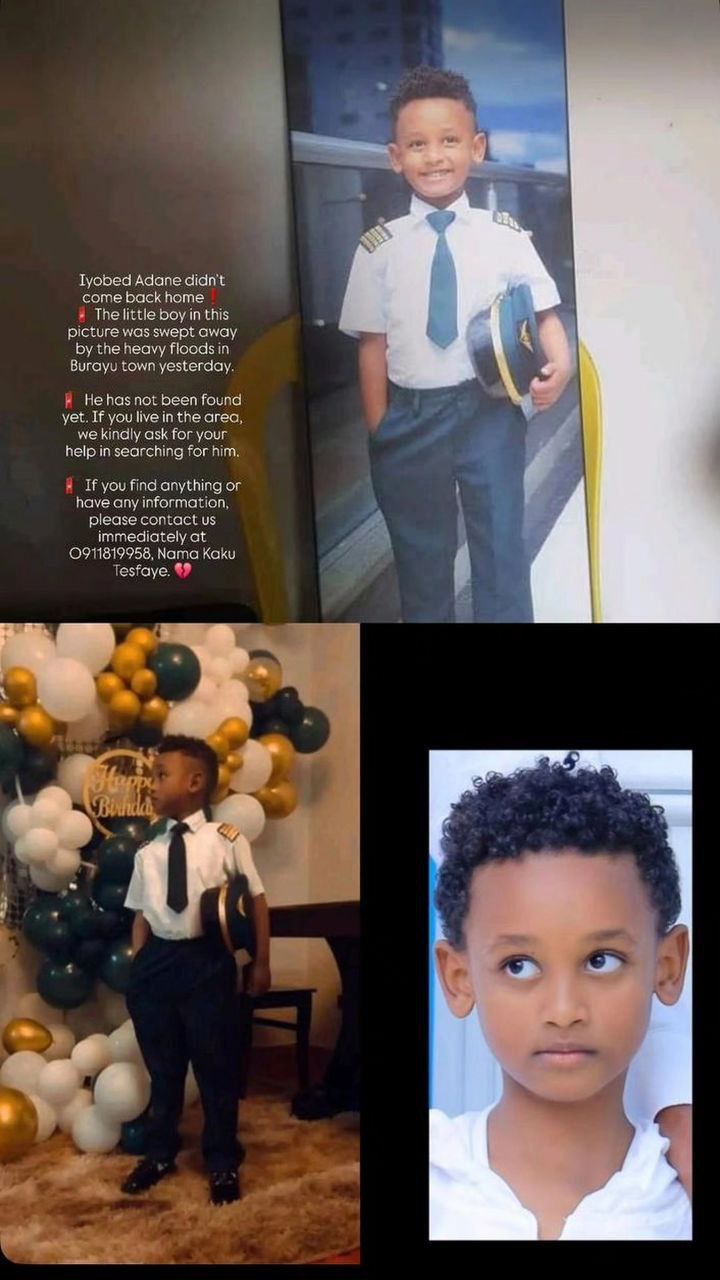 Iyobed Adane didn't
come back home❗
🚪 The little boy in this
picture was swept away
by the heavy floods in
Burayu town yesterday.
🚪 He has not been found
yet. If you live in the area,
we kindly ask for your
help in searching for him.
🚪 If you find anything or
have any information,
please contact us
immediately at
0911819958, Nama Kaku
Tesfaye. 💔
Happy
Birthda